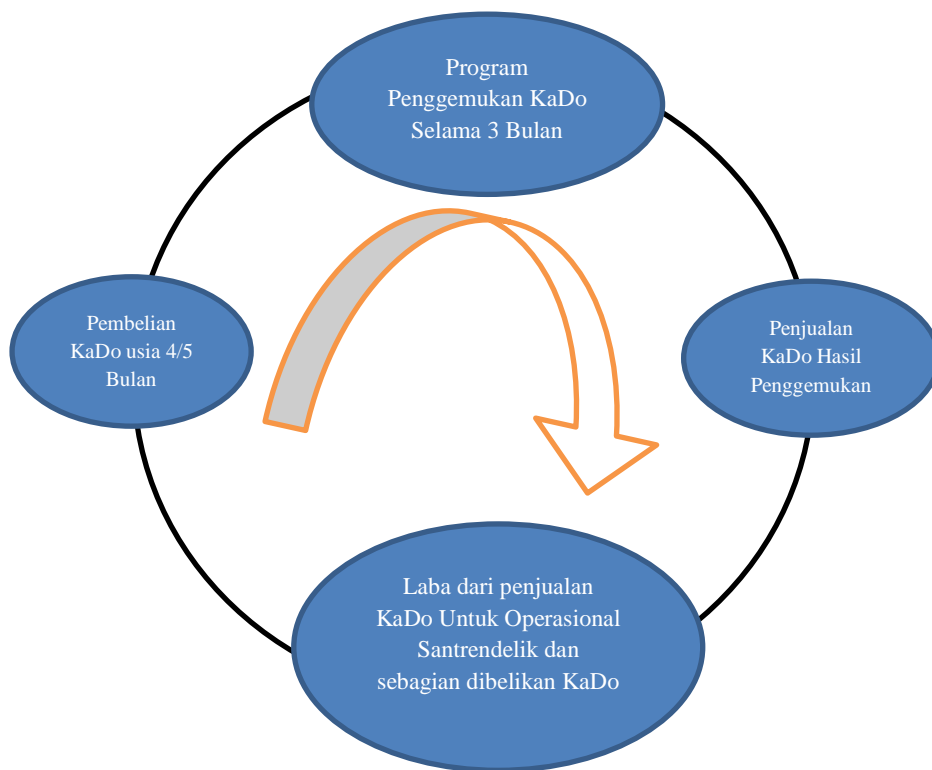 Program
Penggemukan KaDo
Selama 3 Bulan
Pembelian
KaDo usia 4/5
Bulan
Penjualan
KaDo Hasil
Penggemukan
Laba dari penjualan
KaDo Untuk Operasional
Santrendelik dan
sebagian dibelikan KaDo